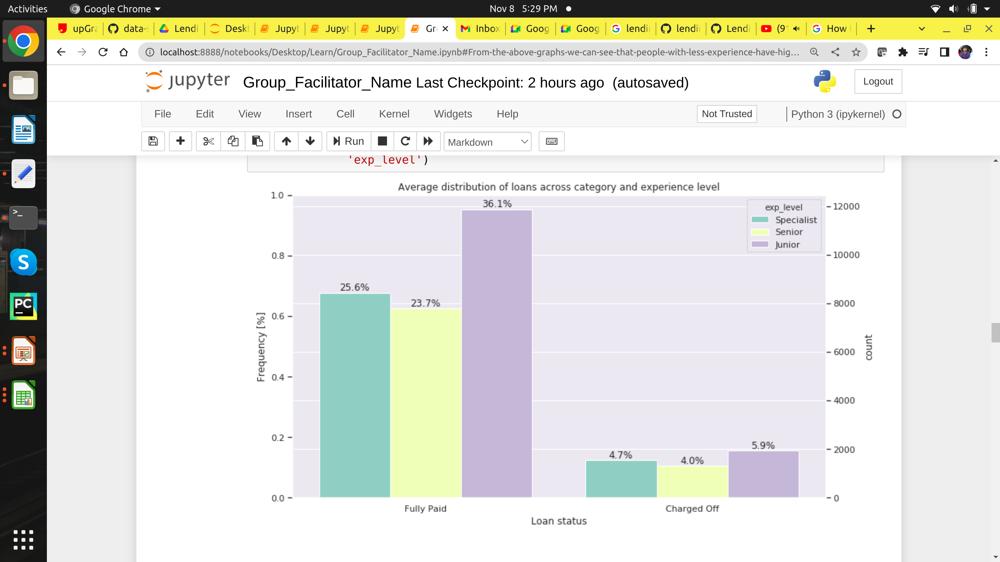 Activities Google Chrome Nov 8 5:29 PM
upGra data-s Lendi Deskt Jupyt Jupyt Jupyt Gr Inbox Goog Goog lendin lendin Lendi (9 How
localhost:8888/notebooks/Desktop/Learn/Group_Facilitator_Name.ipynb#From-the-above-graphs-we-can-see-that-people-with-less-experience-have-hig...
jupyter Group_Facilitator_Name Last Checkpoint: 2 hours ago (autosaved) Logout
File Edit View Insert Cell Kernel Widgets Help Not Trusted Python 3 (ipykernel)
Run Markdown
'exp_level')
Average distribution of loans across category and experience level
1.0
0.8
0.6
0.4
0.2
0.0
Frequency [%]
25.6%
23.7%
36.1%
4.7%
4.0%
5.9%
exp_level
Specialist
Senior
Junior
12000
10000
8000
6000
4000
2000
0
count
Fully Paid Charged Off
Loan status
>_
S
PC